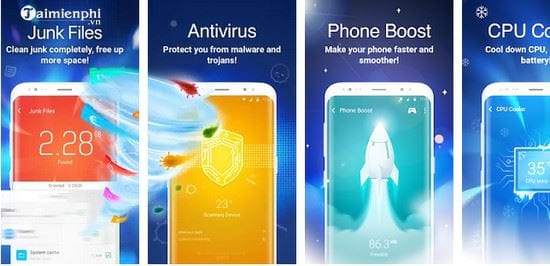 Taimienphi
.vn
Junk Files
Clean junk completely, free up
more space!
Junk Files
2.28
Found
System cache
Antivirus
Protect you from malware and
trojans!
23
Scanning Device
Phone Boost
Make your phone faster and
smoother!
Phone Boost
86.3
CPU Co
Cool down CPU,
battery!
CPU Cooler
35°